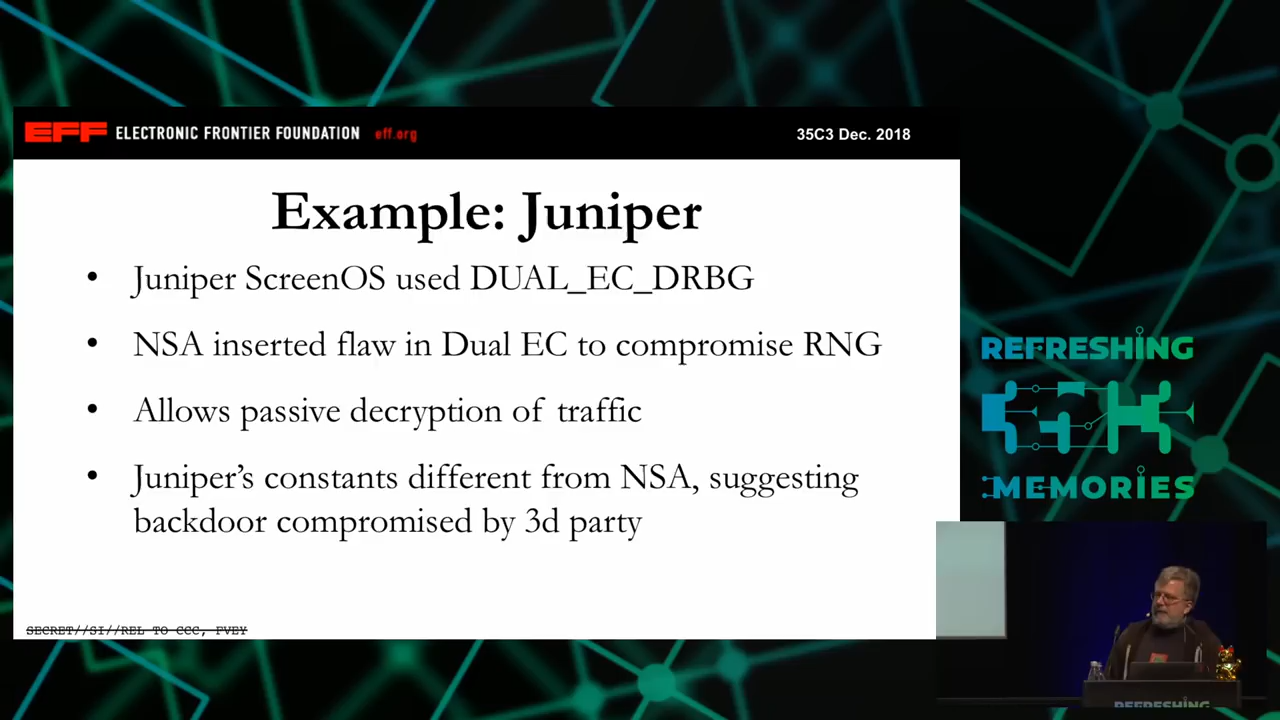 EFF ELECTRONIC FRONTIER FOUNDATION eff.org
35C3 Dec. 2018
Example: Juniper
• Juniper ScreenOS used DUAL_EC_DRBG
• NSA inserted flaw in Dual EC to compromise RNG
• Allows passive decryption of traffic
• Juniper’s constants different from NSA, suggesting
backdoor compromised by 3d party
SECRET//SI//REL TO CCC, FVEY
REFRESHING
MEMORIES
REFRESHING